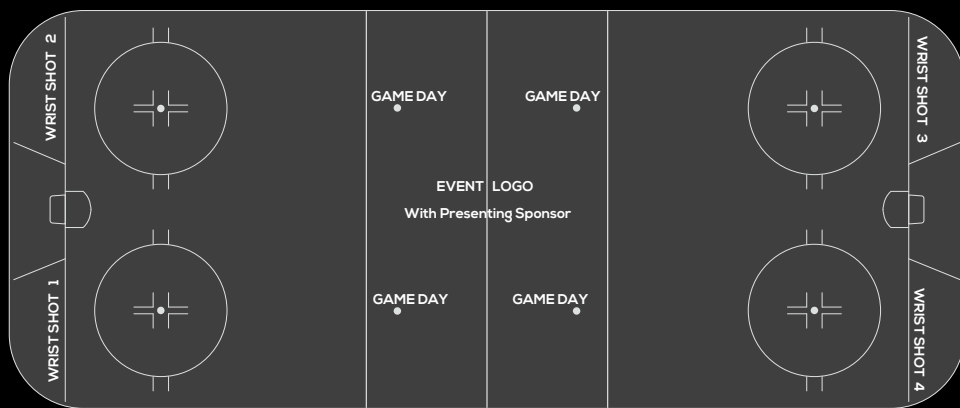 WRIST SHOT 2
WRIST SHOT 3
GAME DAY
GAME DAY
EVENT LOGO
With Presenting Sponsor
GAME DAY
GAME DAY
WRIST SHOT 1
WRIST SHOT 4